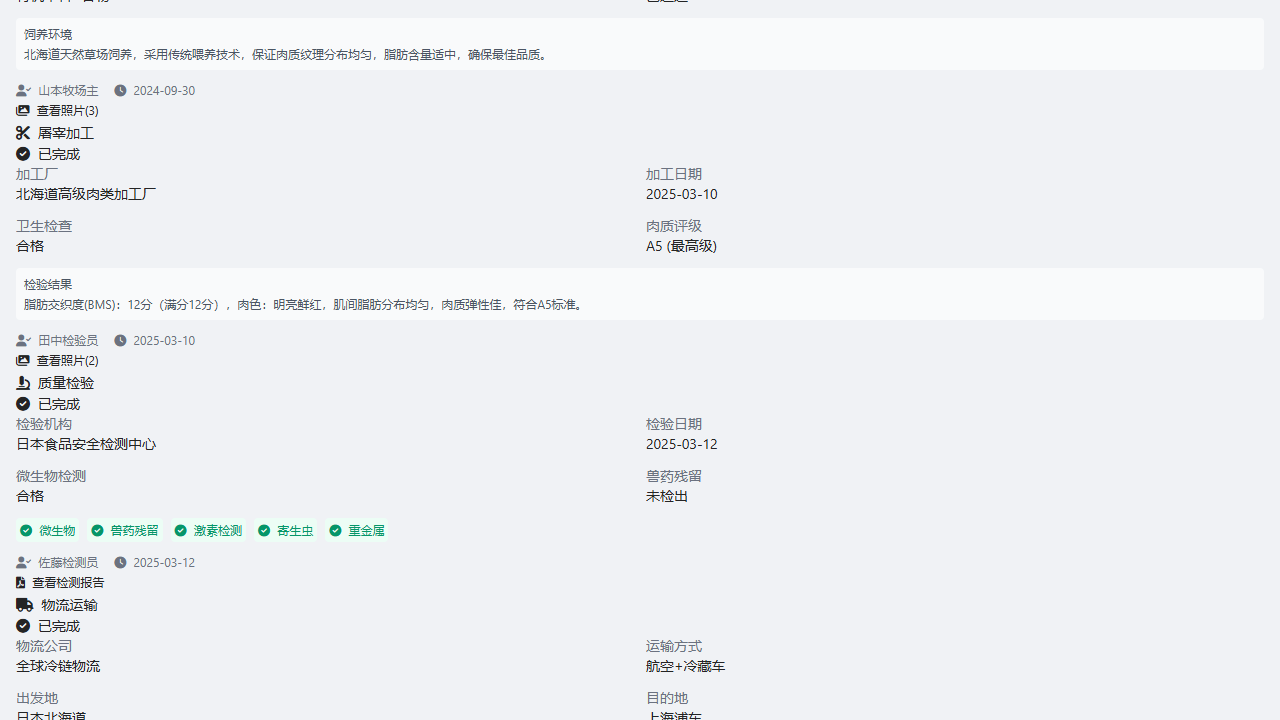 饲养环境
北海道天然草场饲养，采用传统喂养技术，保证肉质纹理分布均匀，脂肪含量适中，确保最佳品质。
山本牧场主 2024-09-30
查看照片(3)
屠宰加工
已完成
加工厂 加工日期
北海道高级肉类加工厂 2025-03-10
卫生检查 肉质评级
合格 A5 (最高级)
检验结果
脂肪交织度(BMS)：12分（满分12分），肉色：明亮鲜红，肌间脂肪分布均匀，肉质弹性佳，符合A5标准。
田中检验员 2025-03-10
查看照片(2)
质量检验
已完成
检验机构 检验日期
日本食品安全检测中心 2025-03-12
微生物检测 兽药残留
合格 未检出
微生物 兽药残留 激素检测 寄生虫 重金属
佐藤检测员 2025-03-12
查看检测报告
物流运输
已完成
物流公司 运输方式
全球冷链物流 航空+冷藏车
出发地 目的地
日本北海道 上海浦东